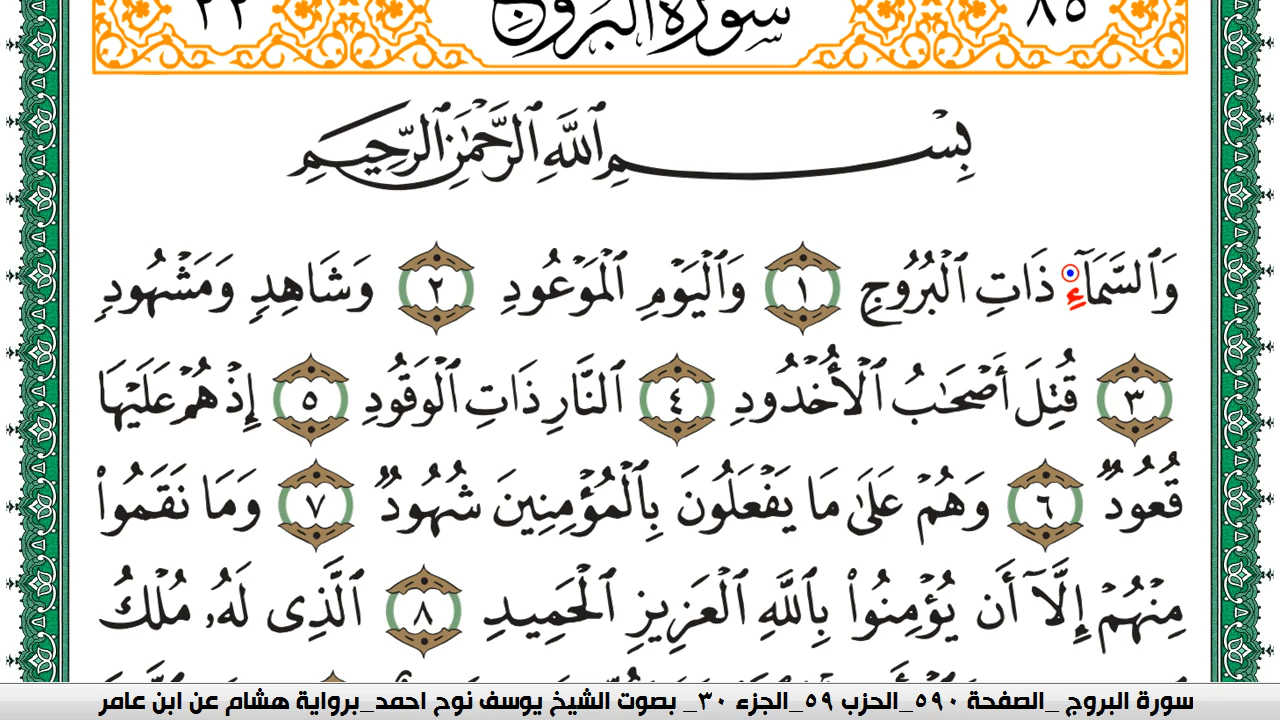 ٨٥ سورة البروج ٢٢
بِسْمِ ٱللَّهِ ٱلرَّحْمَٰنِ ٱلرَّحِيمِ
وَٱلسَّمَآءِ ذَاتِ ٱلْبُرُوجِ ١ وَٱلْيَوْمِ ٱلْمَوْعُودِ ٢ وَشَاهِدٍ وَمَشْهُودٍ
٣ قُتِلَ أَصْحَٰبُ ٱلْأُخْدُودِ ٤ ٱلنَّارِ ذَاتِ ٱلْوَقُودِ ٥ إِذْ هُمْ عَلَيْهَا
قُعُودٌ ٦ وَهُمْ عَلَىٰ مَا يَفْعَلُونَ بِٱلْمُؤْمِنِينَ شُهُودٌ ٧ وَمَا نَقَمُوا۟
مِنْهُمْ إِلَّآ أَن يُؤْمِنُوا۟ بِٱللَّهِ ٱلْعَزِيزِ ٱلْحَمِيدِ ٨ ٱلَّذِى لَهُۥ مُلْكُ
سورة البروج _الصفحة ٥٩٠_الحزب ٥٩_الجزء ٣٠_ بصوت الشيخ يوسف نوح احمد_برواية هشام عن ابن عامر